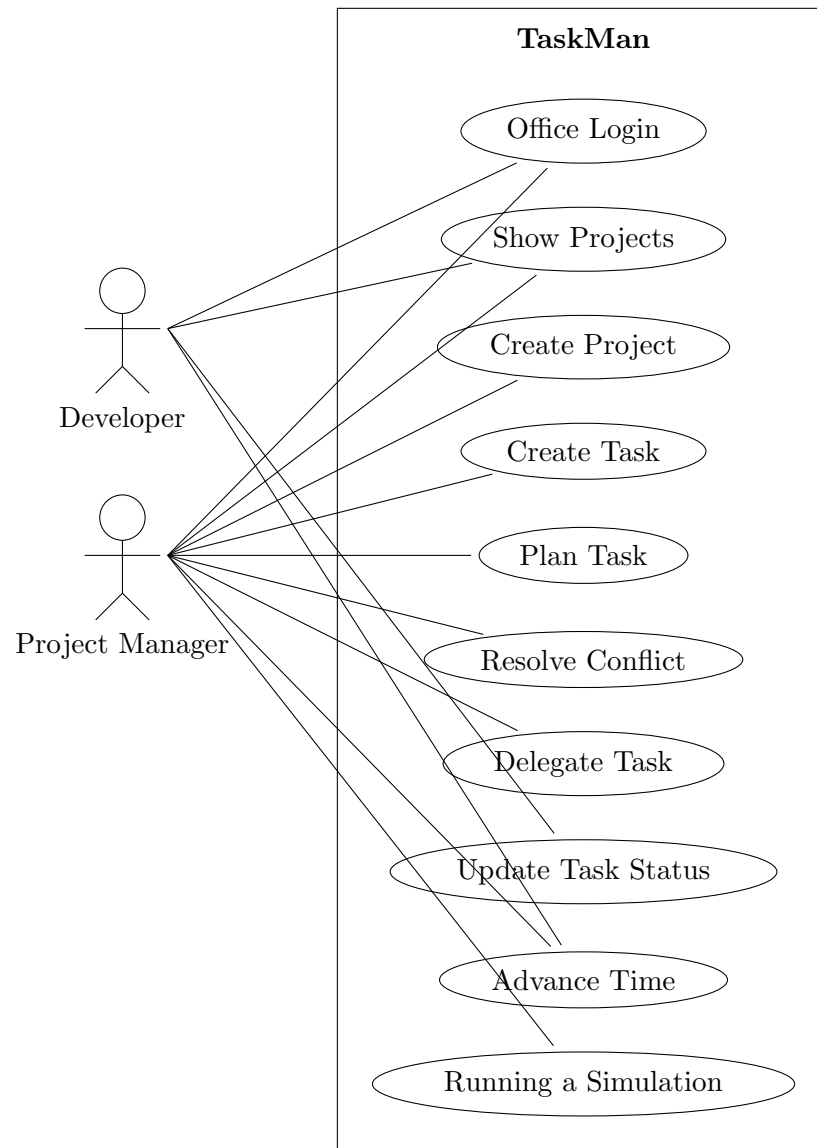 TaskMan
Office Login
Show Projects
Create Project
Developer
Create Task
Plan Task
Project Manager
Resolve Conflict
Delegate Task
Update Task Status
Advance Time
Running a Simulation